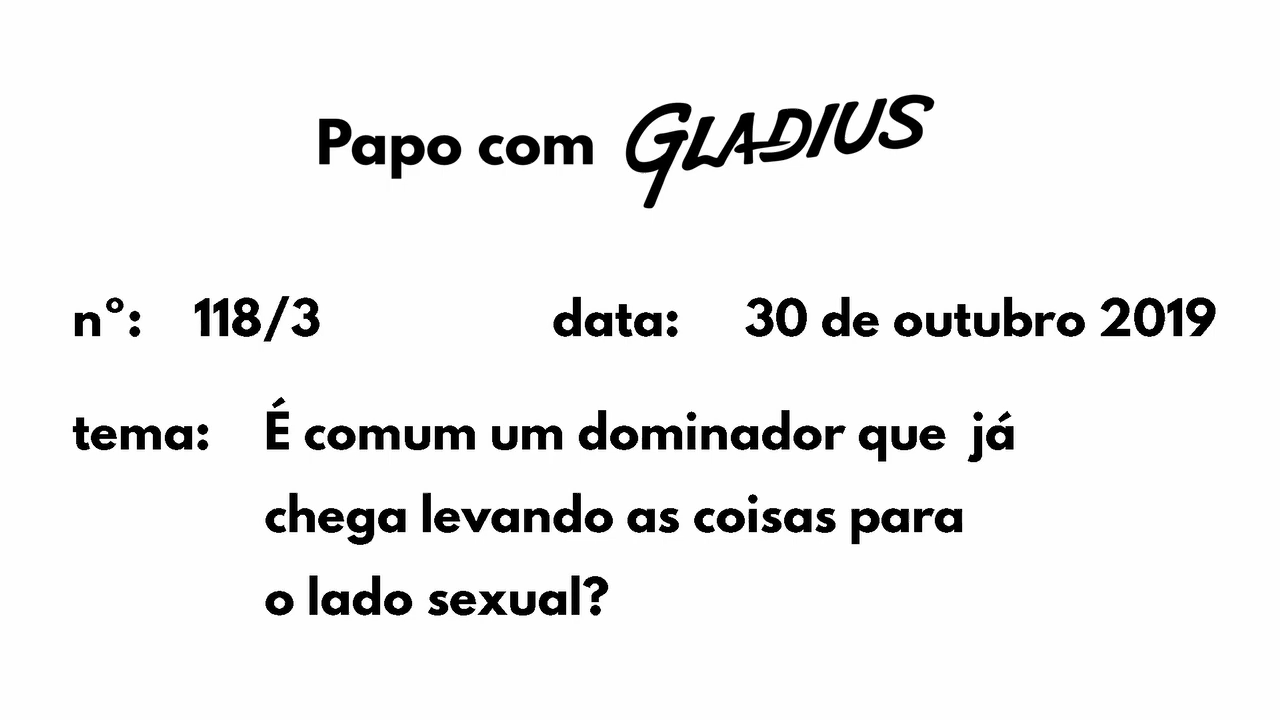 Papo com GLADIUS
nº: 118/3 data: 30 de outubro 2019
tema: É comum um dominador que já
chega levando as coisas para
o lado sexual?